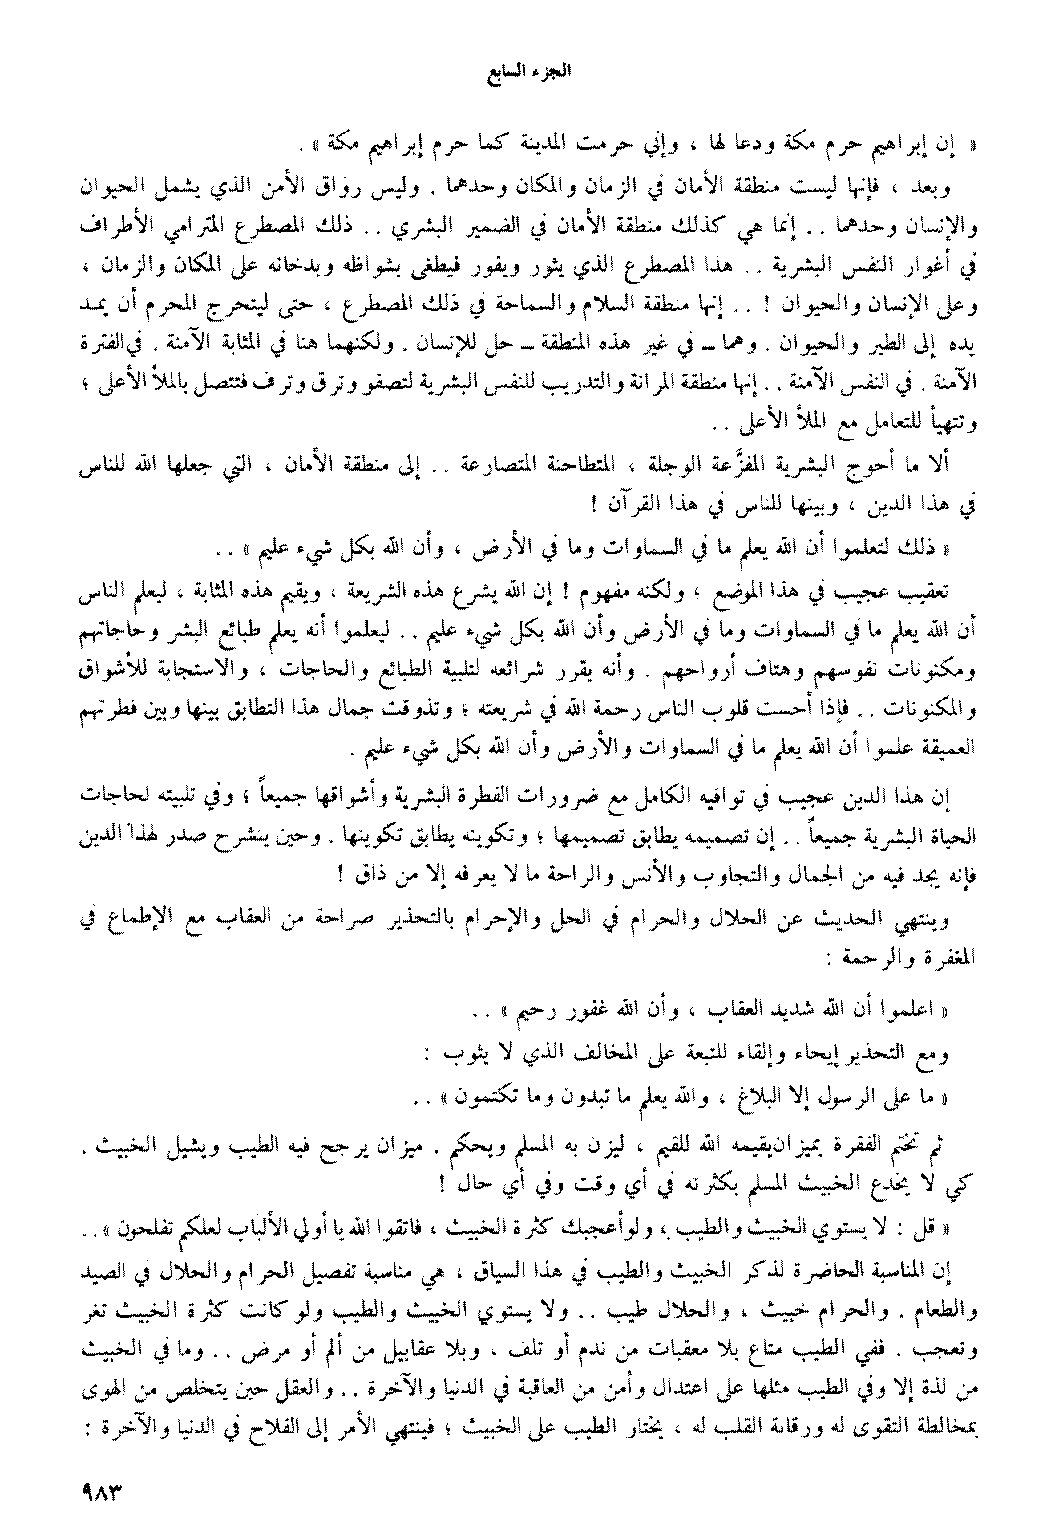 الجزء السابع
« إن إبراهيم حرم مكة ودعا لها ، وإني حرمت المدينة كما حرم إبراهيم مكة » .
وبعد ، فإنها ليست منطقة الأمان في الزمان والمكان وحدهما . وليس رواق الأمن الذي يشمل الحيوان
والإنسان وحدهما .. إنما هي كذلك منطقة الأمان في الضمير البشري .. ذلك المصطرع المترامي الأطراف
في أغوار النفس البشرية .. هذا المصطرع الذي يثور ويفور فيطغى بشواظه وبدخانه على المكان والزمان ،
وعلى الإنسان والحيوان ! .. إنها منطقة السلام والسماحة في ذلك المصطرع ، حتى ليتحرج المحرم أن يمد
يده إلى الطير والحيوان . وهما – في غير هذه المنطقة – حل للإنسان . ولكنهما هنا في المثابة الآمنة . في الفترة
الآمنة . في النفس الآمنة .. إنها منطقة المرانة والتدريب للنفس البشرية لتصفو وترق وترف فتتصل بالملأ الأعلى ؛
وتتهيأ للتعامل مع الملأ الأعلى ..
ألا ما أحوج البشرية المفزَّعة الوجلة ، المتطاحنة المتصارعة .. إلى منطقة الأمان ، التي جعلها الله للناس
في هذا الدين ، وبينها للناس في هذا القرآن !
« ذلك لتعلموا أن الله يعلم ما في السماوات وما في الأرض ، وأن الله بكل شيء عليم » ..
تعقيب عجيب في هذا الموضع ؛ ولكنه مفهوم ! إن الله يشرع هذه الشريعة ، ويقيم هذه المثابة ، ليعلم الناس
أن الله يعلم ما في السماوات وما في الأرض وأن الله بكل شيء عليم .. ليعلموا أنه يعلم طبائع البشر وحاجاتهم
ومكنونات نفوسهم وهتاف أرواحهم . وأنه يقرر شرائعه لتلبية الطبائع والحاجات ، والاستجابة للأشواق
والمكنونات .. فإذا أحست قلوب الناس رحمة الله في شريعته ؛ وتذوقت جمال هذا التطابق بينها وبين فطرتهم
العميقة علموا أن الله يعلم ما في السماوات والأرض وأن الله بكل شيء عليم .
إن هذا الدين عجيب في توافيه الكامل مع ضرورات الفطرة البشرية وأشواقها جميعاً ؛ وفي تلبيته لحاجات
الحياة البشرية جميعاً .. إن تصميمه يطابق تصميمها ؛ وتكوينه يطابق تكوينها . وحين ينشرح صدر لهذا الدين
فإنه يجد فيه من الجمال والتجاوب والأنس والراحة ما لا يعرفه إلا من ذاق !
وينتهي الحديث عن الحلال والحرام في الحل والإحرام بالتحذير صراحة من العقاب مع الإطماع في
المغفرة والرحمة :
« اعلموا أن الله شديد العقاب ، وأن الله غفور رحيم » ..
ومع التحذير إيحاء وإلقاء للتبعة على المخالف الذي لا يثوب :
« ما على الرسول إلا البلاغ ، والله يعلم ما تبدون وما تكتمون » ..
ثم تختم الفقرة بميزان يقيمه الله للقيم ، ليزن به المسلم ويحكم . ميزان يرجح فيه الطيب ويشيل الخبيث .
كي لا يخدع الخبيث المسلم بكثرته في أي وقت وفي أي حال !
« قل : لا يستوي الخبيث والطيب ، ولو أعجبك كثرة الخبيث ، فاتقوا الله يا أولي الألباب لعلكم تفلحون » ..
إن المناسبة الحاضرة لذكر الخبيث والطيب في هذا السياق ، هي مناسبة تفصيل الحرام والحلال في الصيد
والطعام . والحرام خبيث ، والحلال طيب .. ولا يستوي الخبيث والطيب ولو كانت كثرة الخبيث تغر
وتعجب . ففي الطيب متاع بلا معقبات من ندم أو تلف ، وبلا عقابيل من ألم أو مرض .. وما في الخبيث
من لذة إلا وفي الطيب مثلها على اعتدال وأمن من العاقبة في الدنيا والآخرة .. والعقل حين يتخلص من الهوى
بمخالطة التقوى له ورقابة القلب له ، يختار الطيب على الخبيث ؛ فينتهي الأمر إلى الفلاح في الدنيا والآخرة :
٩٨٣